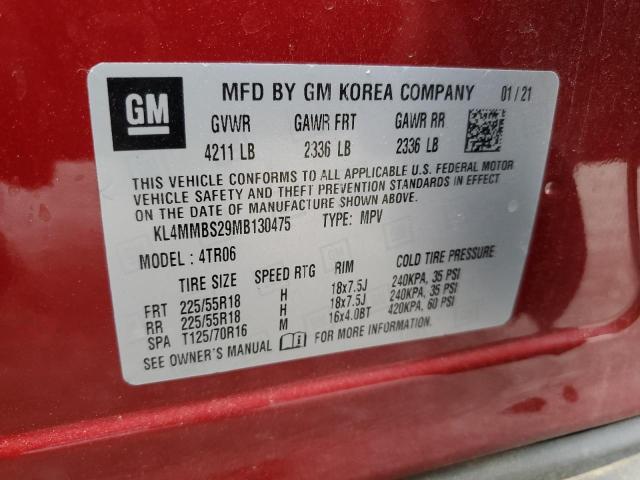 GM
MFD BY GM KOREA COMPANY 01/21
GVWR GAWR FRT GAWR RR
4211 LB 2336 LB 2336 LB
THIS VEHICLE CONFORMS TO ALL APPLICABLE U.S. FEDERAL MOTOR
VEHICLE SAFETY AND THEFT PREVENTION STANDARDS IN EFFECT
ON THE DATE OF MANUFACTURE SHOWN ABOVE.
KL4MMBS29MB130475 TYPE: MPV
MODEL: 4TR06
TIRE SIZE SPEED RTG RIM COLD TIRE PRESSURE
FRT 225/55R18 H 18x7.5J 240KPA, 35 PSI
RR 225/55R18 H 18x7.5J 240KPA, 35 PSI
SPA T125/70R16 M 16x4.0BT 420KPA, 60 PSI
SEE OWNER'S MANUAL FOR MORE INFORMATION.